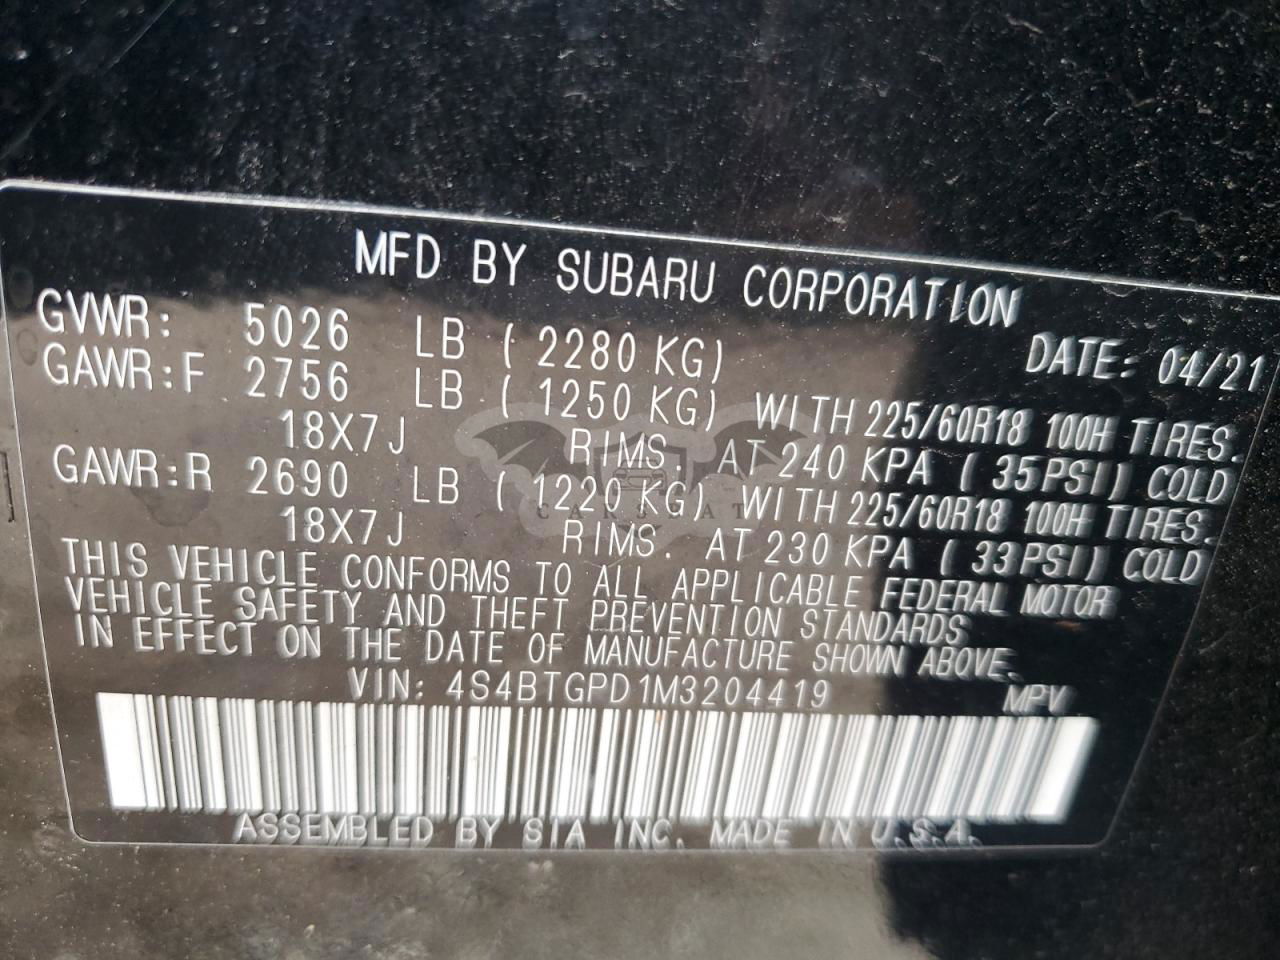 MFD BY SUBARU CORPORATION
GVWR: 5026 LB ( 2280 KG) DATE: 04/21
GAWR:F 2756 LB ( 1250 KG) WITH 225/60R18 100H TIRES.
18X7J RIMS. AT 240 KPA ( 35PSI) COLD
GAWR:R 2690 LB ( 1220 KG) WITH 225/60R18 100H TIRES.
18X7J RIMS. AT 230 KPA ( 33PSI) COLD
THIS VEHICLE CONFORMS TO ALL APPLICABLE FEDERAL MOTOR
VEHICLE SAFETY AND THEFT PREVENTION STANDARDS
IN EFFECT ON THE DATE OF MANUFACTURE SHOWN ABOVE.
VIN: 4S4BTGPD1M3204419 MPV
ASSEMBLED BY SIA INC. MADE IN U.S.A.